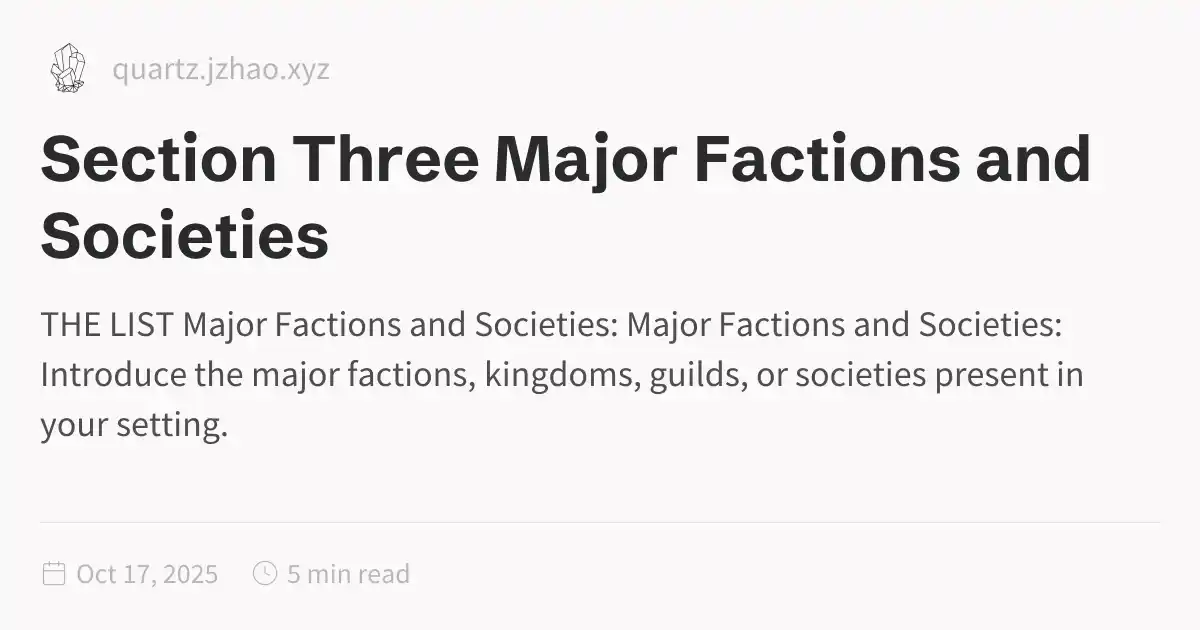 quartz.jzhao.xyz
Section Three Major Factions and
Societies
THE LIST Major Factions and Societies: Major Factions and Societies:
Introduce the major factions, kingdoms, guilds, or societies present in
your setting.
Oct 17, 2025 5 min read